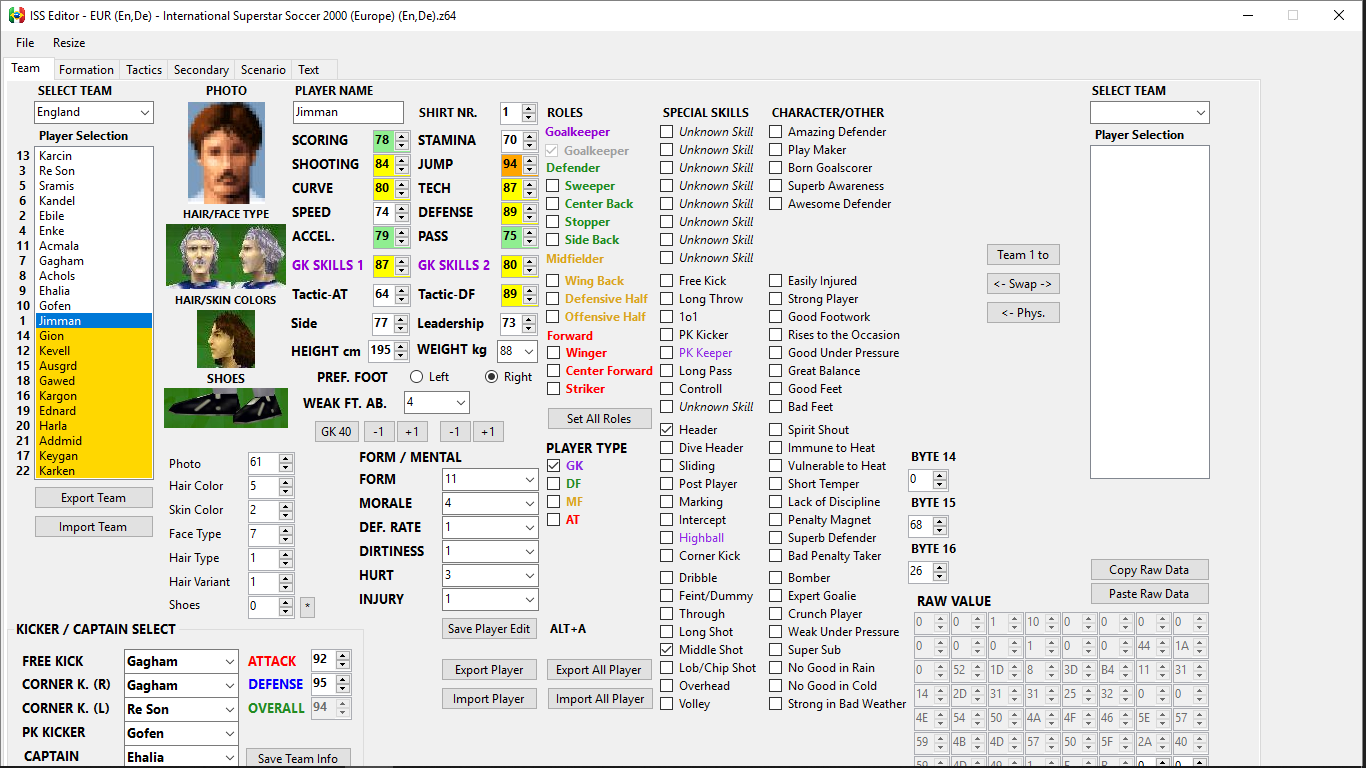 ISS Editor - EUR (En,De) - International Superstar Soccer 2000 (Europe) (En,De).z64
File Resize
Team Formation Tactics Secondary Scenario Text
SELECT TEAM
England
Player Selection
13 Karcin
3 Re Son
5 Sramis
6 Kandel
2 Ebile
4 Enke
11 Acmala
7 Gagham
8 Achols
9 Ehalia
10 Gofen
1 Jimman
14 Gion
12 Kevell
15 Ausgrd
18 Gawed
16 Kargon
19 Ednard
20 Harla
21 Addmid
17 Keygan
22 Karken
Export Team
Import Team
PHOTO
HAIR/FACE TYPE
HAIR/SKIN COLORS
SHOES
Photo 61
Hair Color 5
Skin Color 2
Face Type 7
Hair Type 1
Hair Variant 1
Shoes 0 *
KICKER / CAPTAIN SELECT
FREE KICK Gagham
CORNER K. (R) Gagham
CORNER K. (L) Re Son
PK KICKER Gofen
CAPTAIN Ehalia
ATTACK 92
DEFENSE 95
OVERALL 94
Save Team Info
PLAYER NAME
Jimman
SHIRT NR. 1
SCORING 78 STAMINA 70
SHOOTING 84 JUMP 94
CURVE 80 TECH 87
SPEED 74 DEFENSE 89
ACCEL. 79 PASS 75
GK SKILLS 1 87 GK SKILLS 2 80
Tactic-AT 64 Tactic-DF 89
Side 77 Leadership 73
HEIGHT cm 195 WEIGHT kg 88
PREF. FOOT Left Right
WEAK FT. AB. 4
GK 40 -1 +1 -1 +1
FORM / MENTAL
FORM 11
MORALE 4
DEF. RATE 1
DIRTINESS 1
HURT 3
INJURY 1
Save Player Edit ALT+A
Export Player Export All Player
Import Player Import All Player
ROLES
Goalkeeper
Goalkeeper
Defender
Sweeper
Center Back
Stopper
Side Back
Midfielder
Wing Back
Defensive Half
Offensive Half
Forward
Winger
Center Forward
Striker
Set All Roles
PLAYER TYPE
GK
DF
MF
AT
SPECIAL SKILLS
Unknown Skill
Unknown Skill
Unknown Skill
Unknown Skill
Unknown Skill
Unknown Skill
Unknown Skill
Unknown Skill
Free Kick
Long Throw
1o1
PK Kicker
PK Keeper
Long Pass
Controll
Unknown Skill
Header
Dive Header
Sliding
Post Player
Marking
Intercept
Highball
Corner Kick
Dribble
Feint/Dummy
Through
Long Shot
Middle Shot
Lob/Chip Shot
Overhead
Volley
CHARACTER/OTHER
Amazing Defender
Play Maker
Born Goalscorer
Superb Awareness
Awesome Defender
Easily Injured
Strong Player
Good Footwork
Rises to the Occasion
Good Under Pressure
Great Balance
Good Feet
Bad Feet
Spirit Shout
Immune to Heat
Vulnerable to Heat
Short Temper
Lack of Discipline
Penalty Magnet
Superb Defender
Bad Penalty Taker
Bomber
Expert Goalie
Crunch Player
Weak Under Pressure
Super Sub
No Good in Rain
No Good in Cold
Strong in Bad Weather
BYTE 14
0
BYTE 15
68
BYTE 16
26
Team 1 to
<- Swap ->
<- Phys.
SELECT TEAM
Player Selection
Copy Raw Data
Paste Raw Data
RAW VALUE
0 0 1 10 0 0 0 0
0 0 0 1 0 0 44 1A
0 52 1D 8 3D B4 11 31
14 2D 31 31 25 32 0 0
4E 54 50 4A 4F 46 5E 57
59 4B 4D 57 50 5F 2A 40